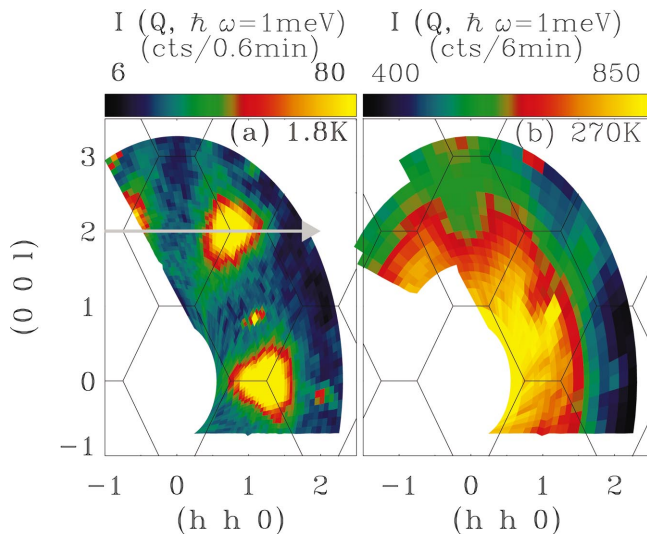 I (Q, ħ ω=1meV) I (Q, ħ ω=1meV)
(cts/0.6min) (cts/6min)
6 80 400 850
(a) 1.8K (b) 270K
3
2
1
0
-1
(0 0 l)
-1 0 1 2 -1 0 1 2
(h h 0) (h h 0)